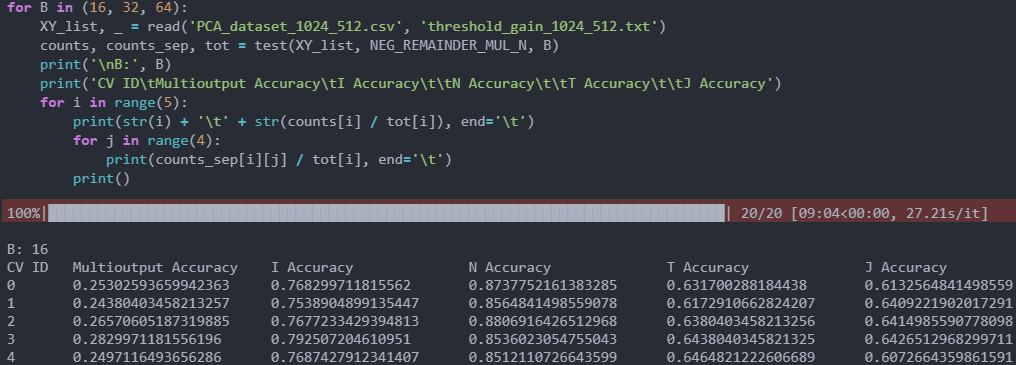 for B in (16, 32, 64):
    XY_list, _ = read('PCA_dataset_1024_512.csv', 'threshold_gain_1024_512.txt')
    counts, counts_sep, tot = test(XY_list, NEG_REMAINDER_MUL_N, B)
    print('\nB:', B)
    print('CV ID\tMultioutput Accuracy\tI Accuracy\t\tN Accuracy\t\tT Accuracy\t\tJ Accuracy')
    for i in range(5):
        print(str(i) + '\t' + str(counts[i] / tot[i]), end='\t')
        for j in range(4):
            print(counts_sep[i][j] / tot[i], end='\t')
        print()
100%| | 20/20 [09:04<00:00, 27.21s/it]
B: 16
CV ID Multioutput Accuracy I Accuracy N Accuracy T Accuracy J Accuracy
0 0.25302593659942363 0.768299711815562 0.8737752161383285 0.631700288184438 0.6132564841498559
1 0.24380403458213257 0.7538904899135447 0.8564841498559078 0.6172910662824207 0.6409221902017291
2 0.26570605187319885 0.7677233429394813 0.8806916426512968 0.6380403458213256 0.6414985590778098
3 0.2829971181556196 0.792507204610951 0.8536023054755043 0.6438040345821325 0.6426512968299711
4 0.2497116493656286 0.7687427912341407 0.8512110726643599 0.6464821222606689 0.6072664359861591